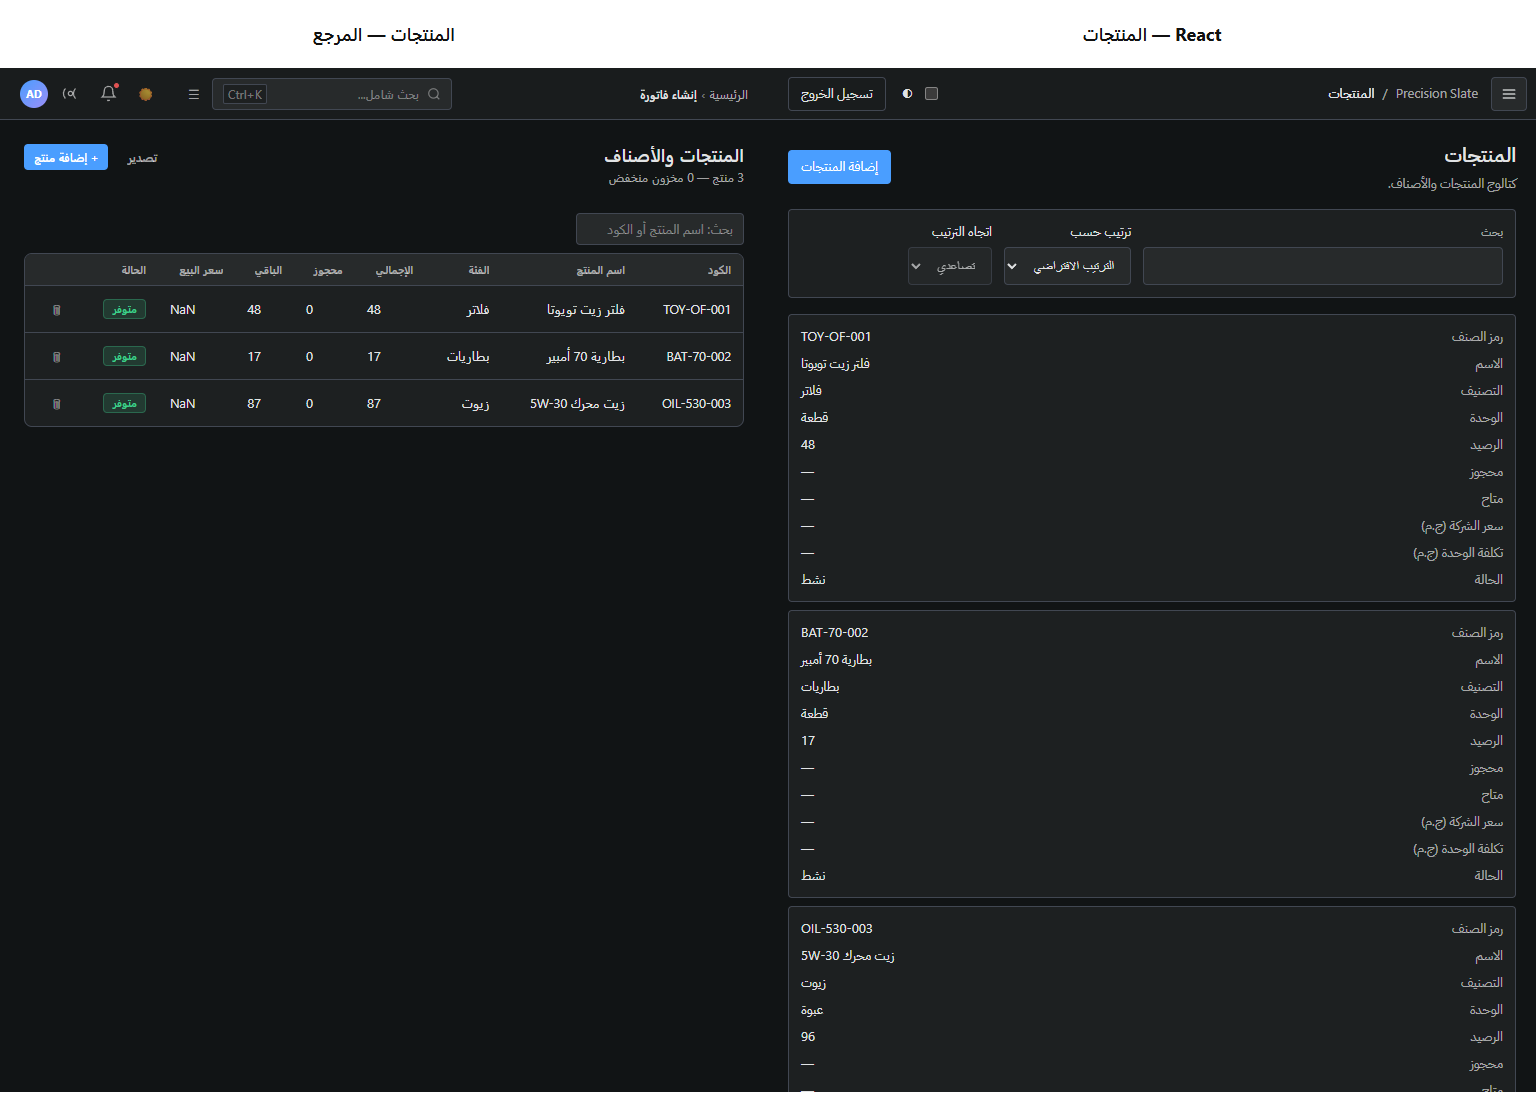 React — المنتجات
Precision Slate / المنتجات
تسجيل الخروج
المنتجات
كتالوج المنتجات والأصناف.
إضافة المنتجات
بحث
ترتيب حسب
اتجاه الترتيب
الترتيب الافتراضي
تصاعدي
رمز الصنف TOY-OF-001
الاسم فلتر زيت تويوتا
التصنيف فلاتر
الوحدة قطعة
الرصيد 48
محجوز —
متاح —
سعر الشركة (ج.م) —
تكلفة الوحدة (ج.م) —
الحالة نشط
رمز الصنف BAT-70-002
الاسم بطارية 70 أمبير
التصنيف بطاريات
الوحدة قطعة
الرصيد 17
محجوز —
متاح —
سعر الشركة (ج.م) —
تكلفة الوحدة (ج.م) —
الحالة نشط
رمز الصنف OIL-530-003
الاسم زيت محرك 5W-30
التصنيف زيوت
الوحدة عبوة
الرصيد 96
محجوز —
متاح —
المنتجات — المرجع
الرئيسية › إنشاء فاتورة
بحث شامل... Ctrl+K
AD
المنتجات والأصناف
3 منتج — 0 مخزون منخفض
تصدير
+ إضافة منتج
بحث: اسم المنتج أو الكود
الكود اسم المنتج الفئة الإجمالي محجوز الباقي سعر البيع الحالة
TOY-OF-001 فلتر زيت تويوتا فلاتر 48 0 48 NaN متوفر
BAT-70-002 بطارية 70 أمبير بطاريات 17 0 17 NaN متوفر
OIL-530-003 زيت محرك 5W-30 زيوت 87 0 87 NaN متوفر